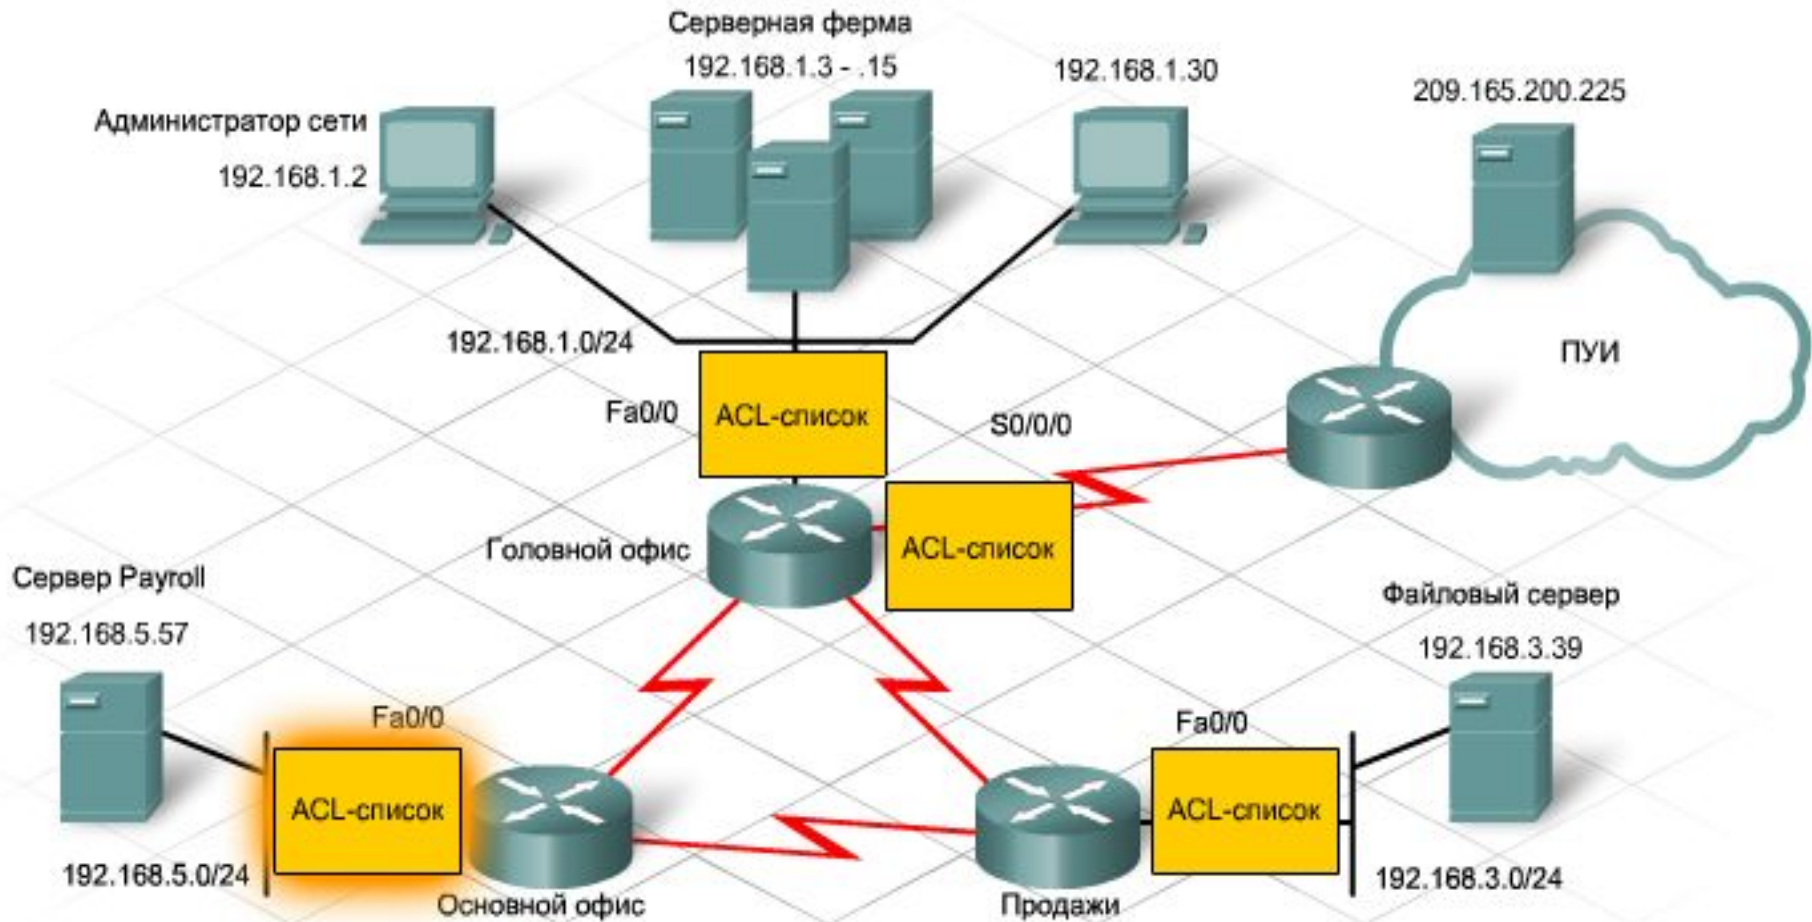 Серверная ферма
192.168.1.3 - .15
192.168.1.30
209.165.200.225
Администратор сети
192.168.1.2
192.168.1.0/24
ПУИ
Fa0/0
ACL-список
S0/0/0
Головной офис
ACL-список
Сервер Payroll
192.168.5.57
Файловый сервер
192.168.3.39
Fa0/0
ACL-список
Fa0/0
ACL-список
192.168.5.0/24
Основной офис
Продажи
192.168.3.0/24